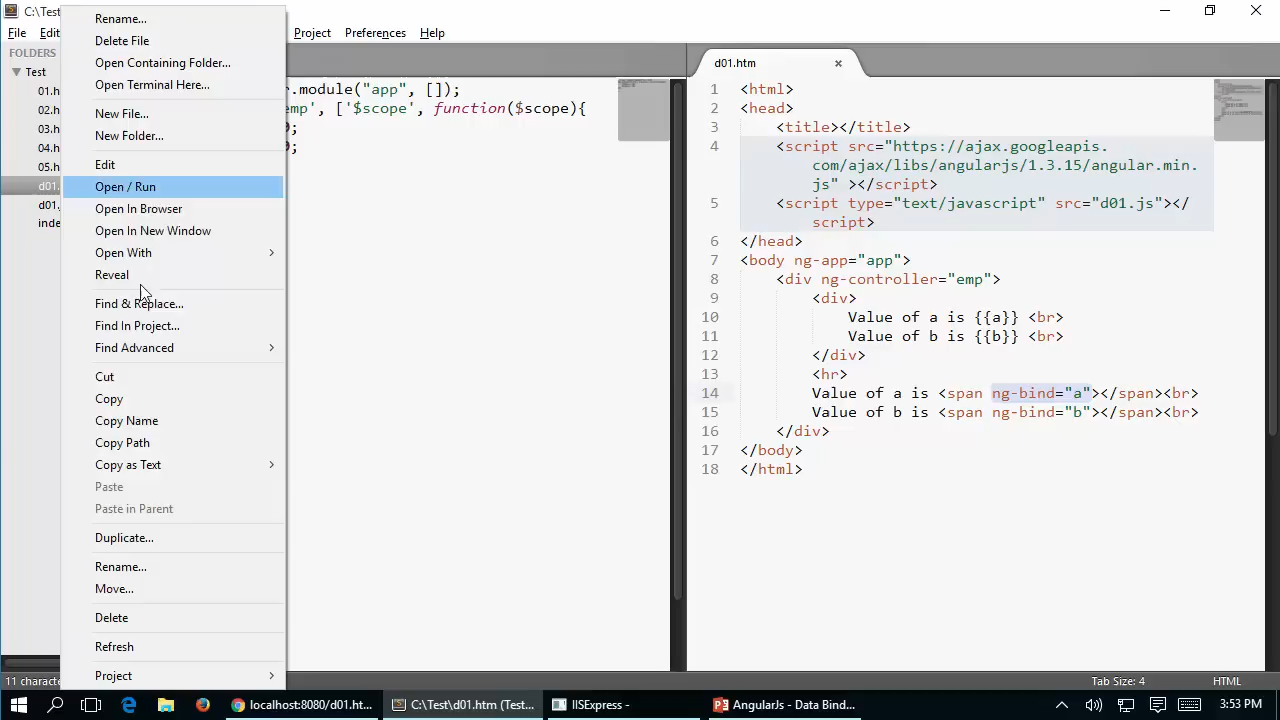 C:\Test
File Edit Project Preferences Help
FOLDERS
Test
01.h
02.h
03.h
04.h
05.h
d01.
d01.
inde
Rename...
Delete File
Open Containing Folder...
Open Terminal Here...
New File...
New Folder...
Edit
Open / Run
Open In Browser
Open In New Window
Open With
Reveal
Find & Replace...
Find In Project...
Find Advanced
Cut
Copy
Copy Name
Copy Path
Copy as Text
Paste
Paste in Parent
Duplicate...
Rename...
Move...
Delete
Refresh
Project
r.module("app", []);
emp', ['$scope', function($scope){
0;
0;
d01.htm
1 <html>
2 <head>
3 <title></title>
4 <script src="https://ajax.googleapis.
com/ajax/libs/angularjs/1.3.15/angular.min.
js" ></script>
5 <script type="text/javascript" src="d01.js"></
script>
6 </head>
7 <body ng-app="app">
8 <div ng-controller="emp">
9 <div>
10 Value of a is {{a}} <br>
11 Value of b is {{b}} <br>
12 </div>
13 <hr>
14 Value of a is <span ng-bind="a"></span><br>
15 Value of b is <span ng-bind="b"></span><br>
16 </div>
17 </body>
18 </html>
11 characte
Tab Size: 4 HTML
localhost:8080/d01.ht... C:\Test\d01.htm (Test... IISExpress - AngularJs - Data Bind... 3:53 PM